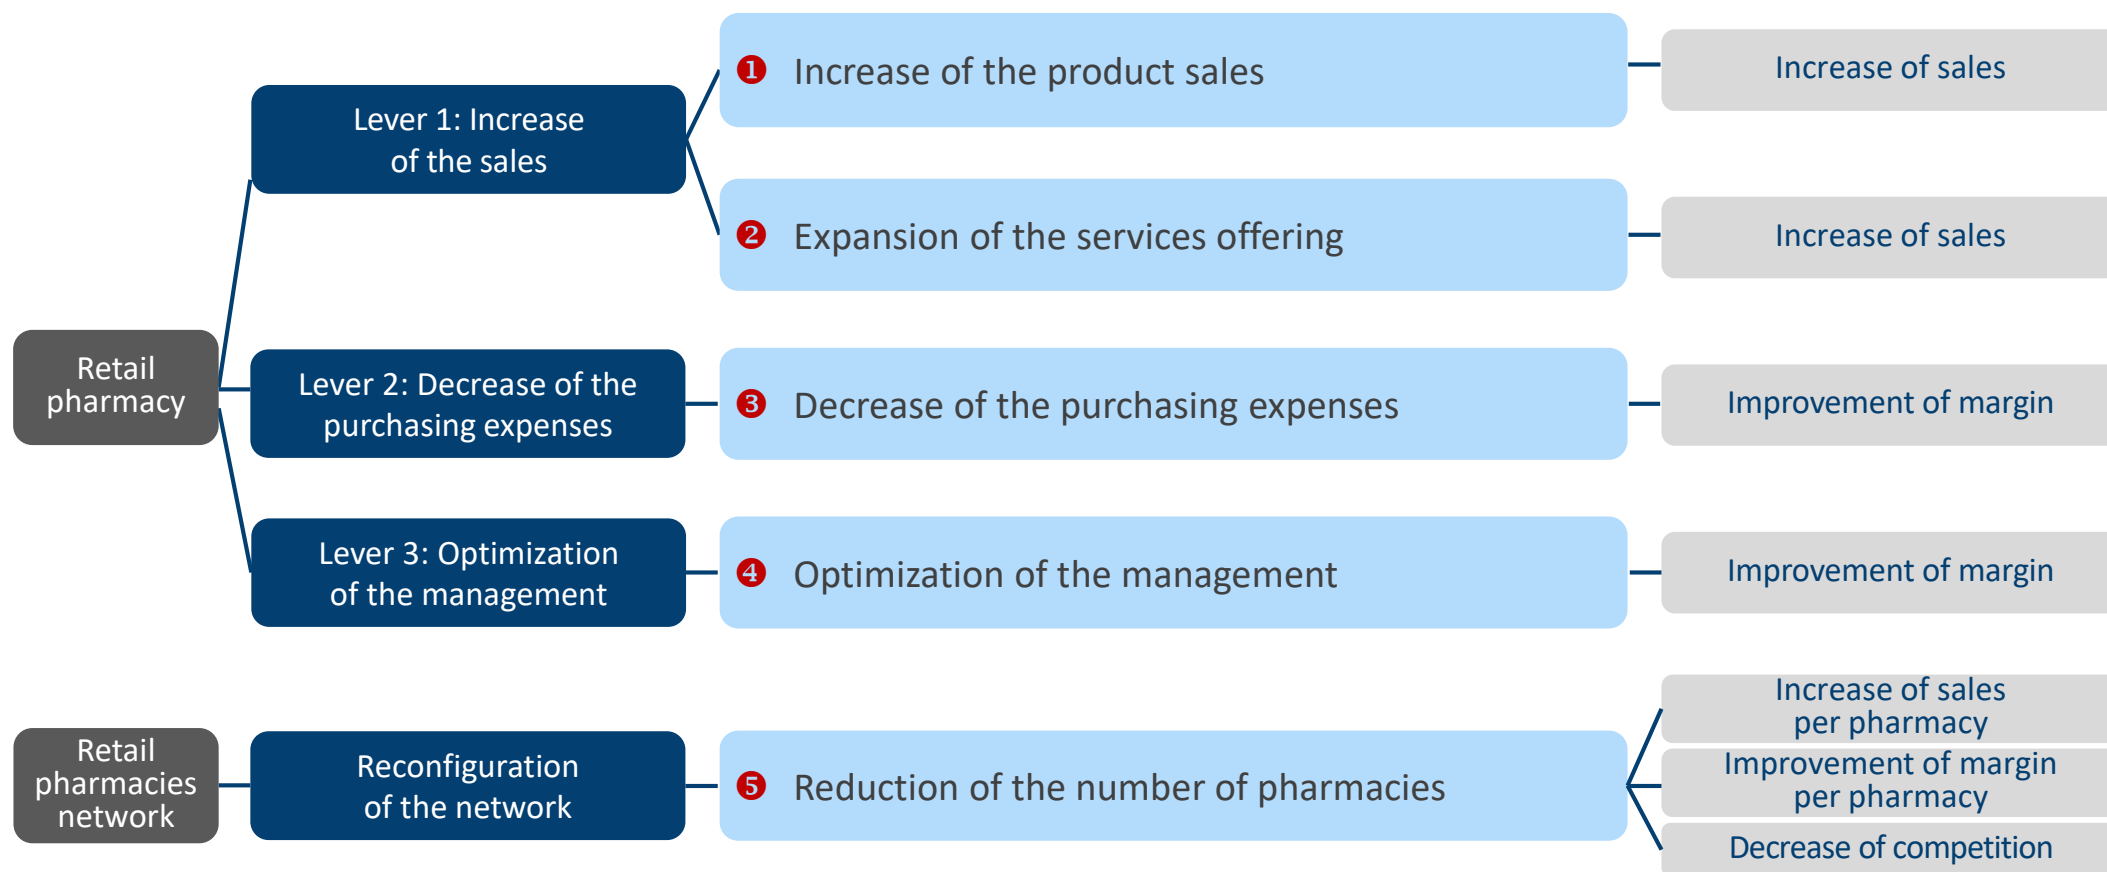 Retail
pharmacy
Lever 1: Increase
of the sales
❶ Increase of the product sales
Increase of sales
❷ Expansion of the services offering
Increase of sales
Lever 2: Decrease of the
purchasing expenses
❸ Decrease of the purchasing expenses
Improvement of margin
Lever 3: Optimization
of the management
❹ Optimization of the management
Improvement of margin
Retail
pharmacies
network
Reconfiguration
of the network
❺ Reduction of the number of pharmacies
Increase of sales
per pharmacy
Improvement of margin
per pharmacy
Decrease of competition